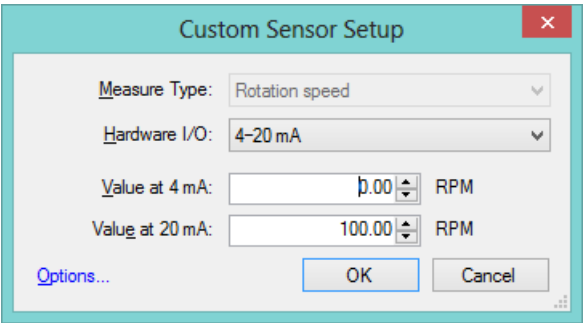 Custom Sensor Setup
Measure Type: Rotation speed
Hardware I/O: 4–20 mA
Value at 4 mA: 0.00 RPM
Value at 20 mA: 100.00 RPM
Options... OK Cancel